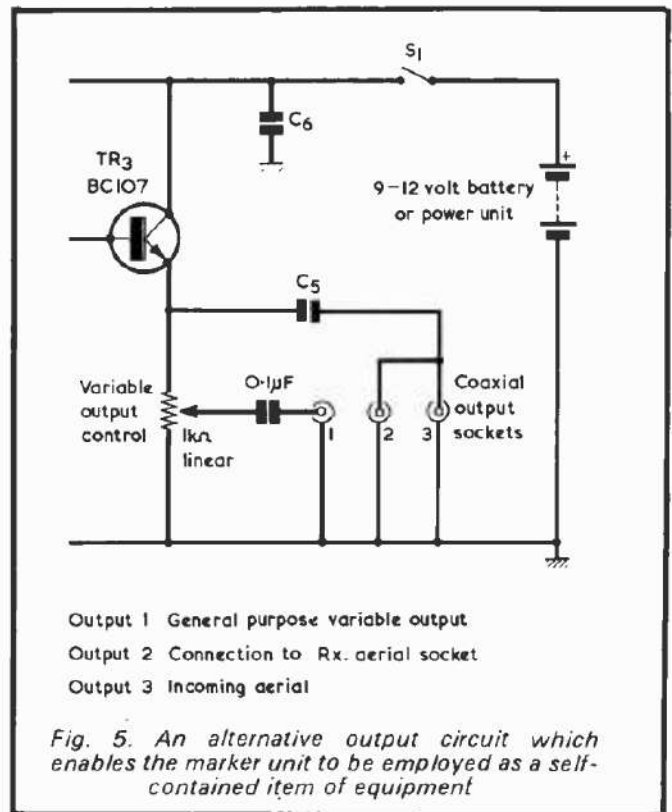 S1
C6
TR3
BC107
9-12 volt battery
or power unit
+
C5
Variable
output
control
0·1µF
1kΩ
linear
1
2
3
Coaxial
output
sockets
Output 1 General purpose variable output
Output 2 Connection to Rx. aerial socket
Output 3 Incoming aerial
Fig. 5. An alternative output circuit which
enables the marker unit to be employed as a self-
contained item of equipment